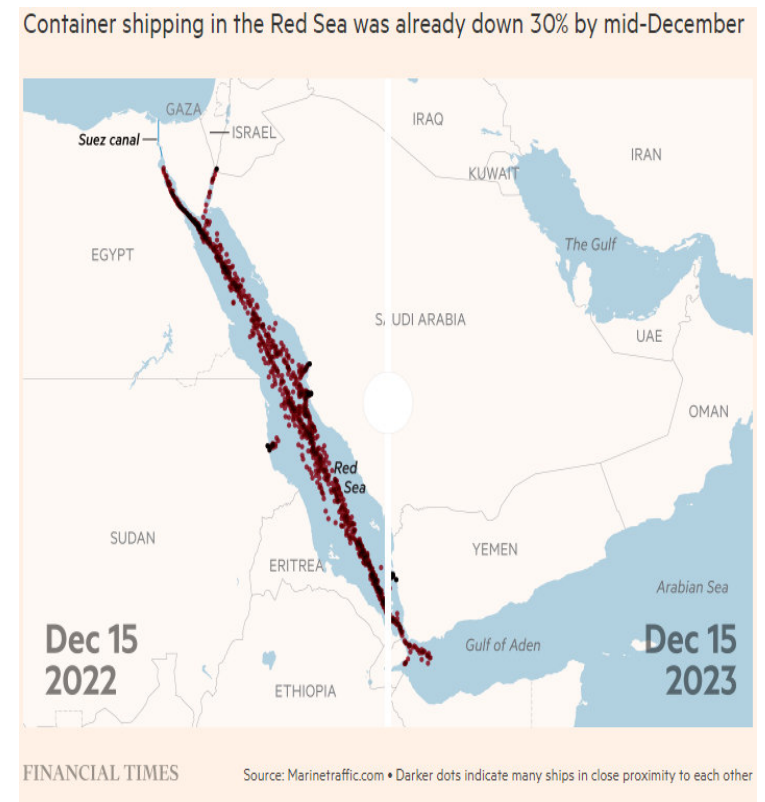 Container shipping in the Red Sea was already down 30% by mid-December
GAZA
Suez canal
ISRAEL
IRAQ
IRAN
KUWAIT
EGYPT
The Gulf
SAUDI ARABIA
UAE
OMAN
Red
Sea
SUDAN
ERITREA
YEMEN
Arabian Sea
Gulf of Aden
Dec 15
2022
Dec 15
2023
ETHIOPIA
FINANCIAL TIMES
Source: Marinetraffic.com • Darker dots indicate many ships in close proximity to each other